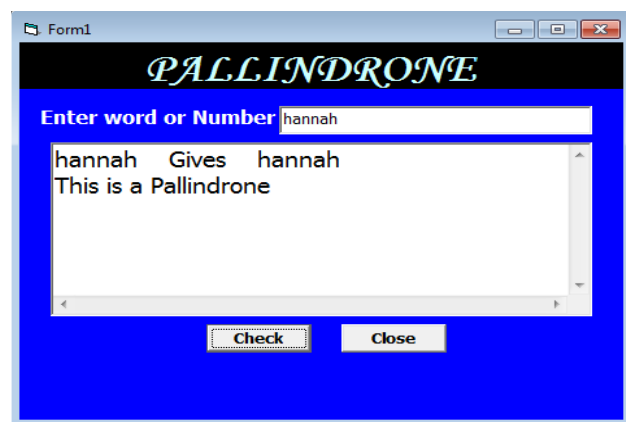 Form1
PALLINDRONE
Enter word or Number hannah
hannah Gives hannah
This is a Pallindrone
Check Close